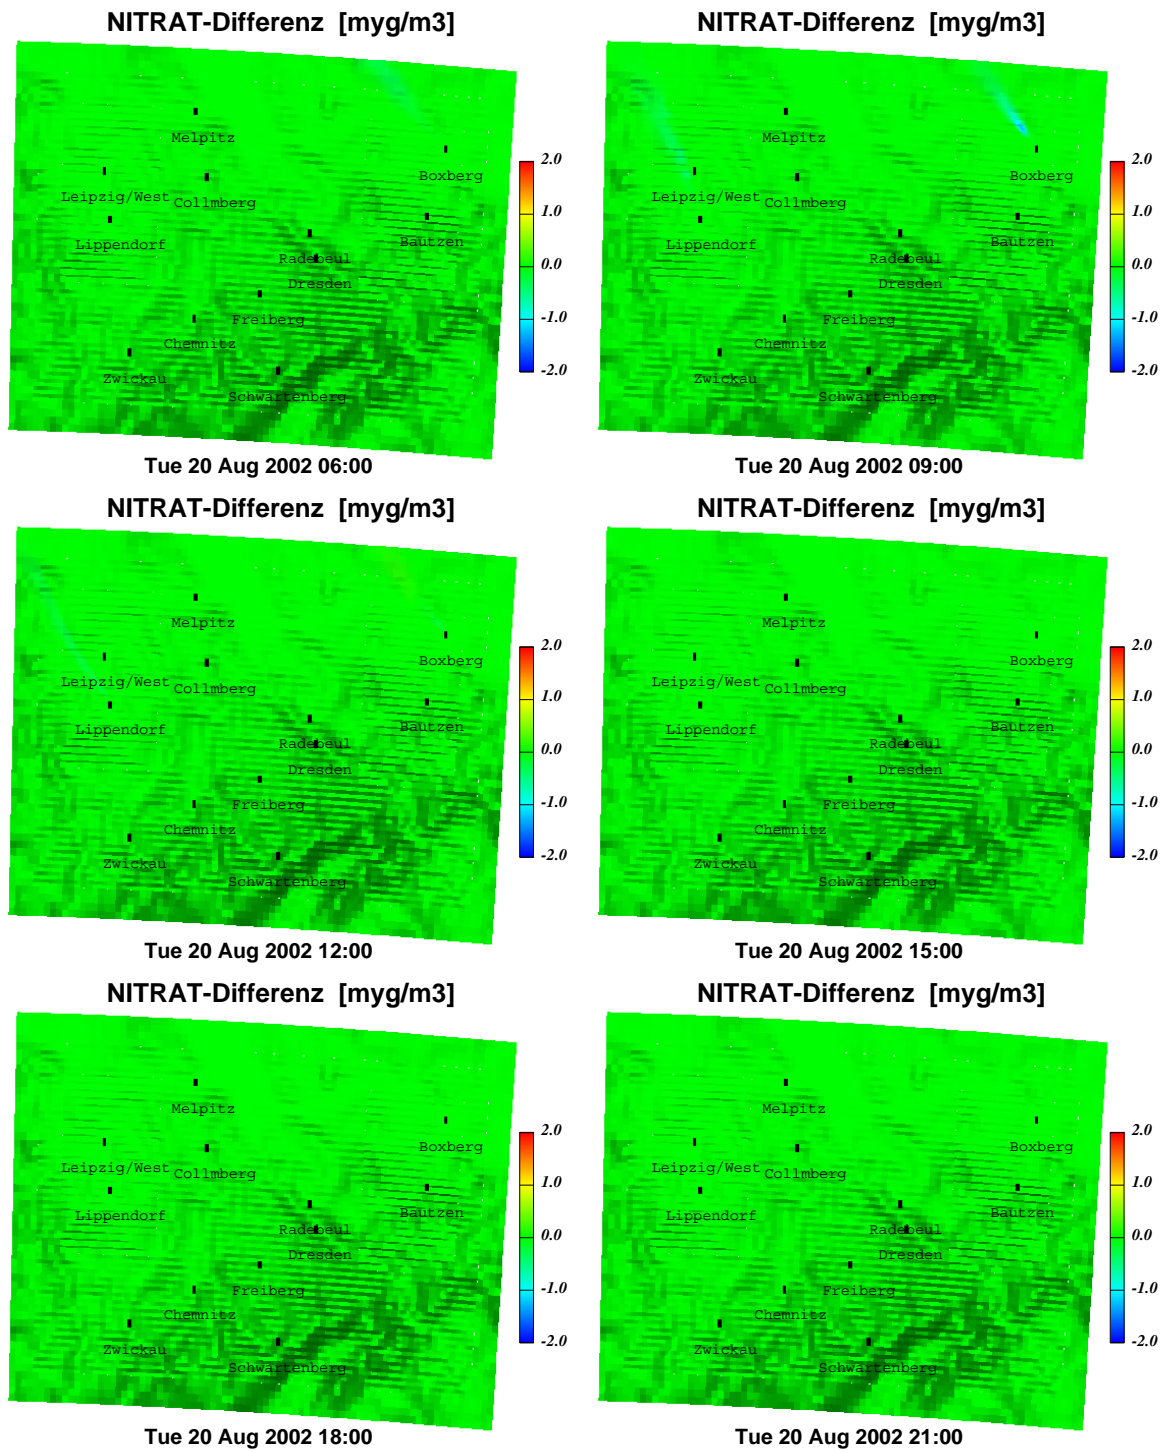 NITRAT-Differenz [myg/m3]
Melpitz
Boxberg
Leipzig/West
Collmberg
Lippendorf
Bautzen
Radebeul
Dresden
Freiberg
Chemnitz
Zwickau
Schwartenberg
2.0
1.0
0.0
-1.0
-2.0
Tue 20 Aug 2002 06:00
NITRAT-Differenz [myg/m3]
Melpitz
Boxberg
Leipzig/West
Collmberg
Lippendorf
Bautzen
Radebeul
Dresden
Freiberg
Chemnitz
Zwickau
Schwartenberg
2.0
1.0
0.0
-1.0
-2.0
Tue 20 Aug 2002 09:00
NITRAT-Differenz [myg/m3]
Melpitz
Boxberg
Leipzig/West
Collmberg
Lippendorf
Bautzen
Radebeul
Dresden
Freiberg
Chemnitz
Zwickau
Schwartenberg
2.0
1.0
0.0
-1.0
-2.0
Tue 20 Aug 2002 12:00
NITRAT-Differenz [myg/m3]
Melpitz
Boxberg
Leipzig/West
Collmberg
Lippendorf
Bautzen
Radebeul
Dresden
Freiberg
Chemnitz
Zwickau
Schwartenberg
2.0
1.0
0.0
-1.0
-2.0
Tue 20 Aug 2002 15:00
NITRAT-Differenz [myg/m3]
Melpitz
Boxberg
Leipzig/West
Collmberg
Lippendorf
Bautzen
Radebeul
Dresden
Freiberg
Chemnitz
Zwickau
Schwartenberg
2.0
1.0
0.0
-1.0
-2.0
Tue 20 Aug 2002 18:00
NITRAT-Differenz [myg/m3]
Melpitz
Boxberg
Leipzig/West
Collmberg
Lippendorf
Bautzen
Radebeul
Dresden
Freiberg
Chemnitz
Zwickau
Schwartenberg
2.0
1.0
0.0
-1.0
-2.0
Tue 20 Aug 2002 21:00